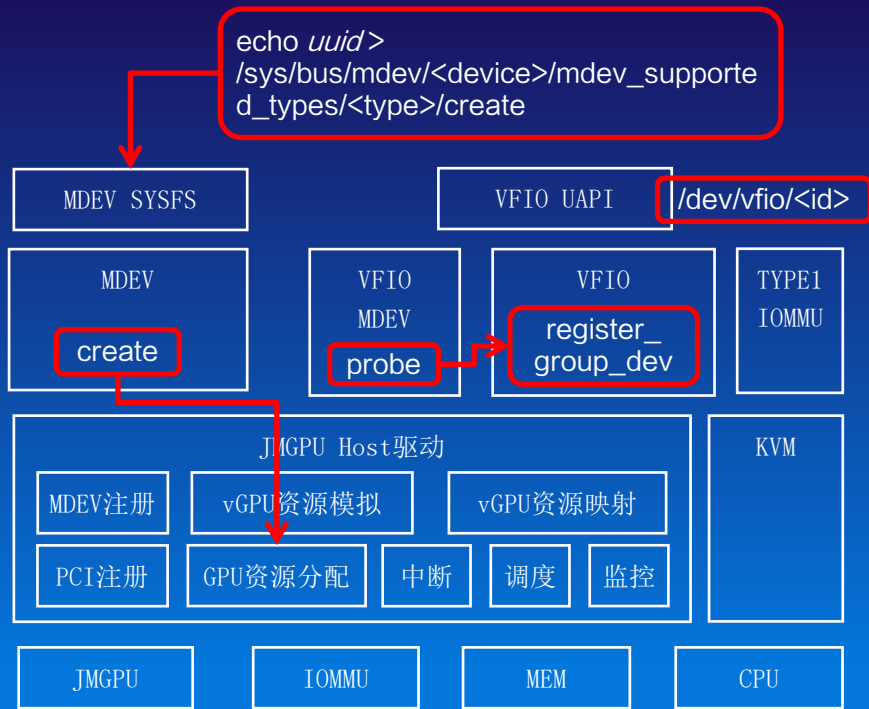 echo uuid >
/sys/bus/mdev/<device>/mdev_supporte
d_types/<type>/create
MDEV SYSFS
VFIO UAPI
/dev/vfio/<id>
MDEV
create
VFIO
MDEV
probe
VFIO
register_
group_dev
TYPE1
IOMMU
JMGPU Host驱动
KVM
MDEV注册
vGPU资源模拟
vGPU资源映射
PCI注册
GPU资源分配
中断
调度
监控
JMGPU
IOMMU
MEM
CPU